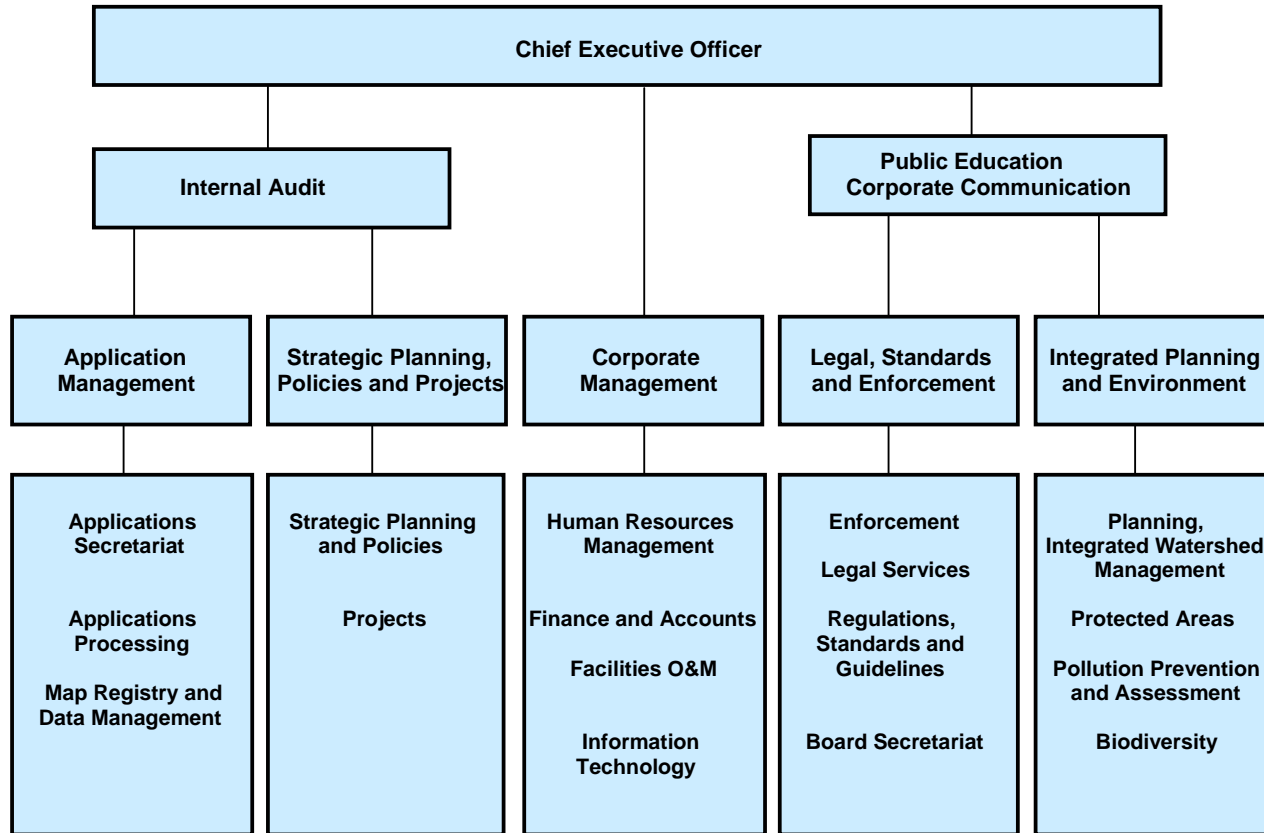 Chief Executive Officer
Internal Audit
Public Education
Corporate Communication
Application
Management
Strategic Planning,
Policies and Projects
Corporate
Management
Legal, Standards
and Enforcement
Integrated Planning
and Environment
Applications
Secretariat
Applications
Processing
Map Registry and
Data Management
Strategic Planning
and Policies
Projects
Human Resources
Management
Finance and Accounts
Facilities O&M
Information
Technology
Enforcement
Legal Services
Regulations,
Standards and
Guidelines
Board Secretariat
Planning,
Integrated Watershed
Management
Protected Areas
Pollution Prevention
and Assessment
Biodiversity